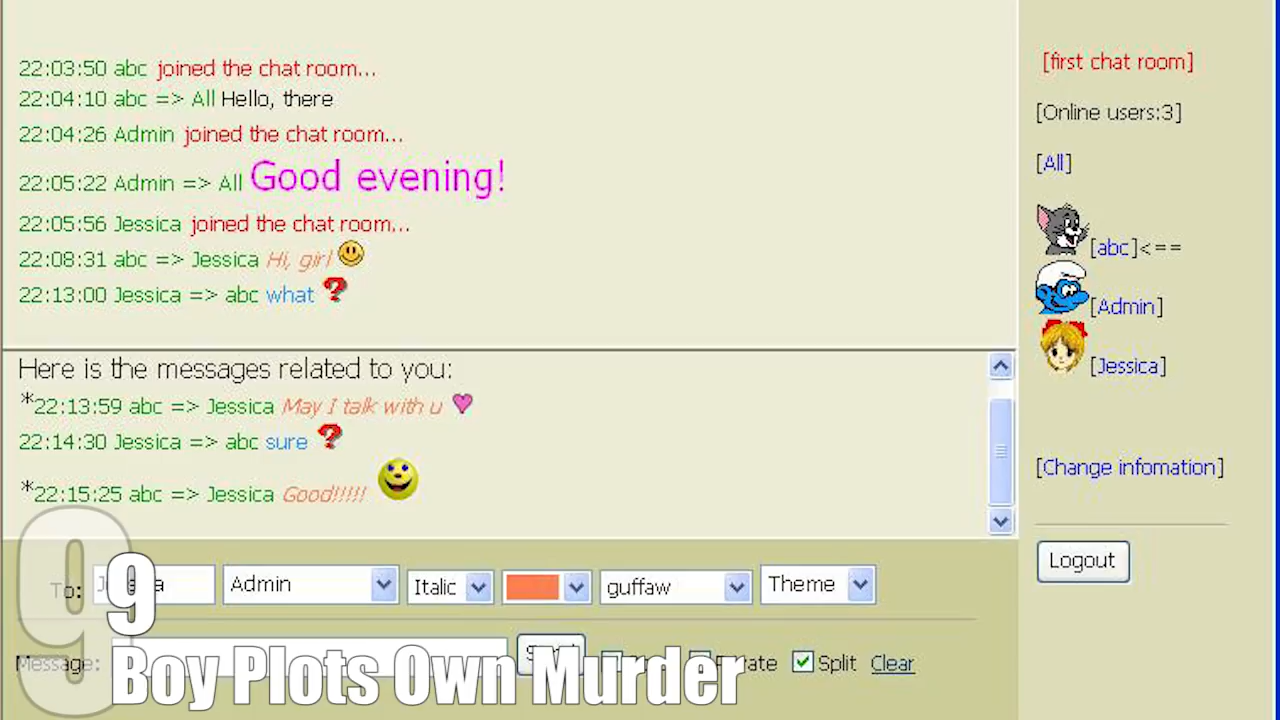 22:03:50 abc joined the chat room...
22:04:10 abc => All Hello, there
22:04:26 Admin joined the chat room...
22:05:22 Admin => All Good evening!
22:05:56 Jessica joined the chat room...
22:08:31 abc => Jessica Hi, girl
22:13:00 Jessica => abc what ?
Here is the messages related to you:
*22:13:59 abc => Jessica May I talk with u
22:14:30 Jessica => abc sure ?
*22:15:25 abc => Jessica Good!!!!!
To: Admin Italic guffaw Theme
Message: Split Clear
[first chat room]
[Online users:3]
[All]
[abc]<==
[Admin]
[Jessica]
[Change infomation]
Logout
9
9
Boy Plots Own Murder